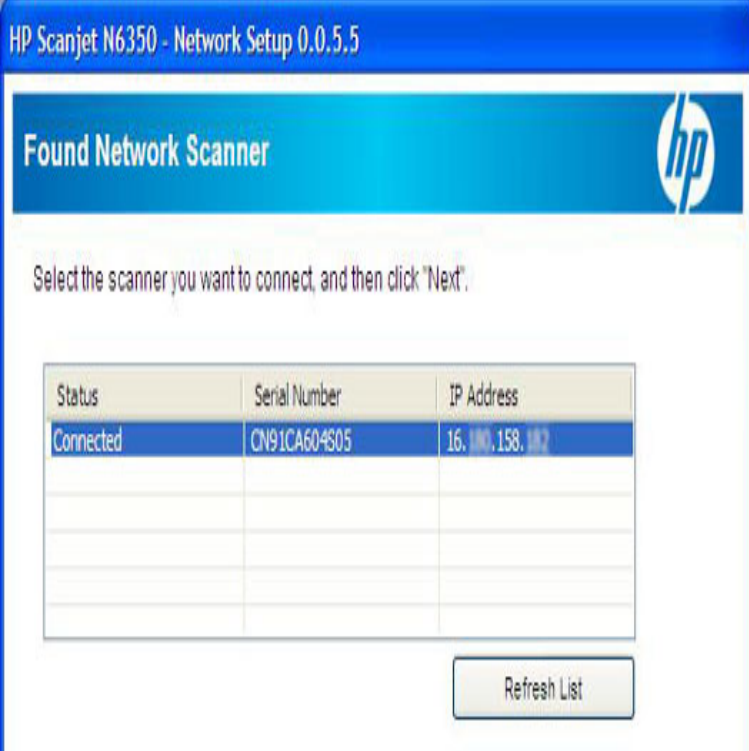 HP Scanjet N6350 - Network Setup 0.0.5.5
Found Network Scanner
hp
Select the scanner you want to connect, and then click "Next".
Status Serial Number IP Address
Connected CN91CA604S05 16. .158.
Refresh List